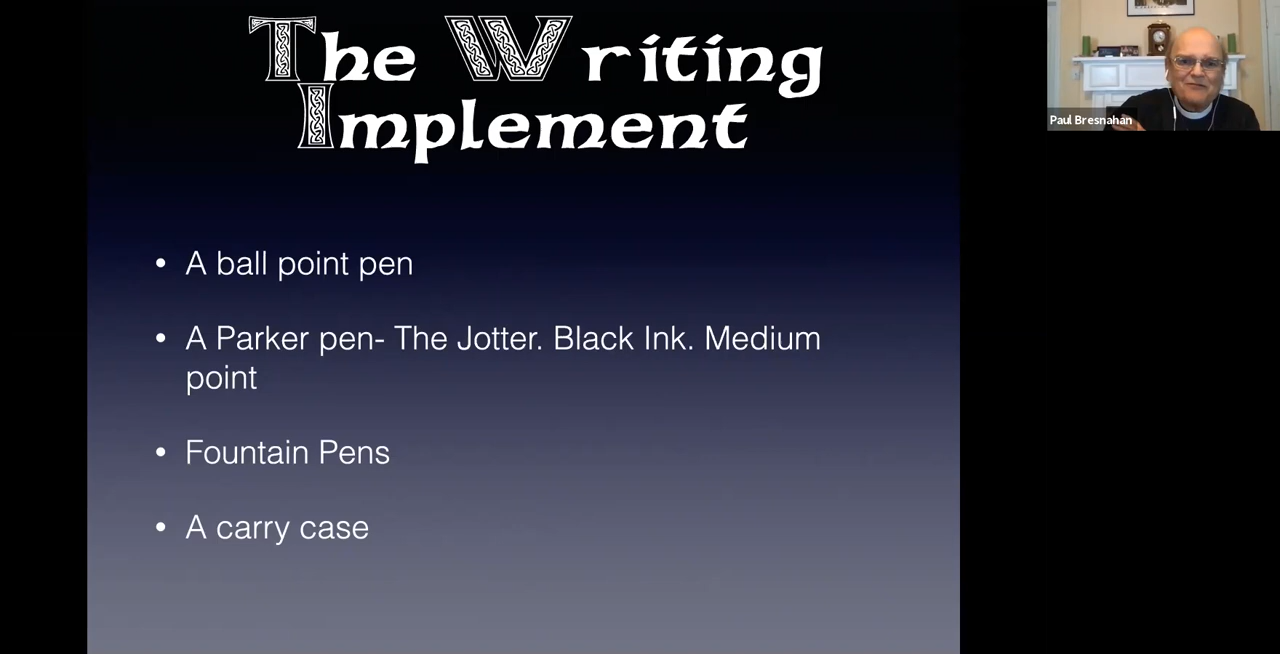 The Writing
Implement
• A ball point pen
• A Parker pen- The Jotter. Black Ink. Medium
point
• Fountain Pens
• A carry case
Paul Bresnahan